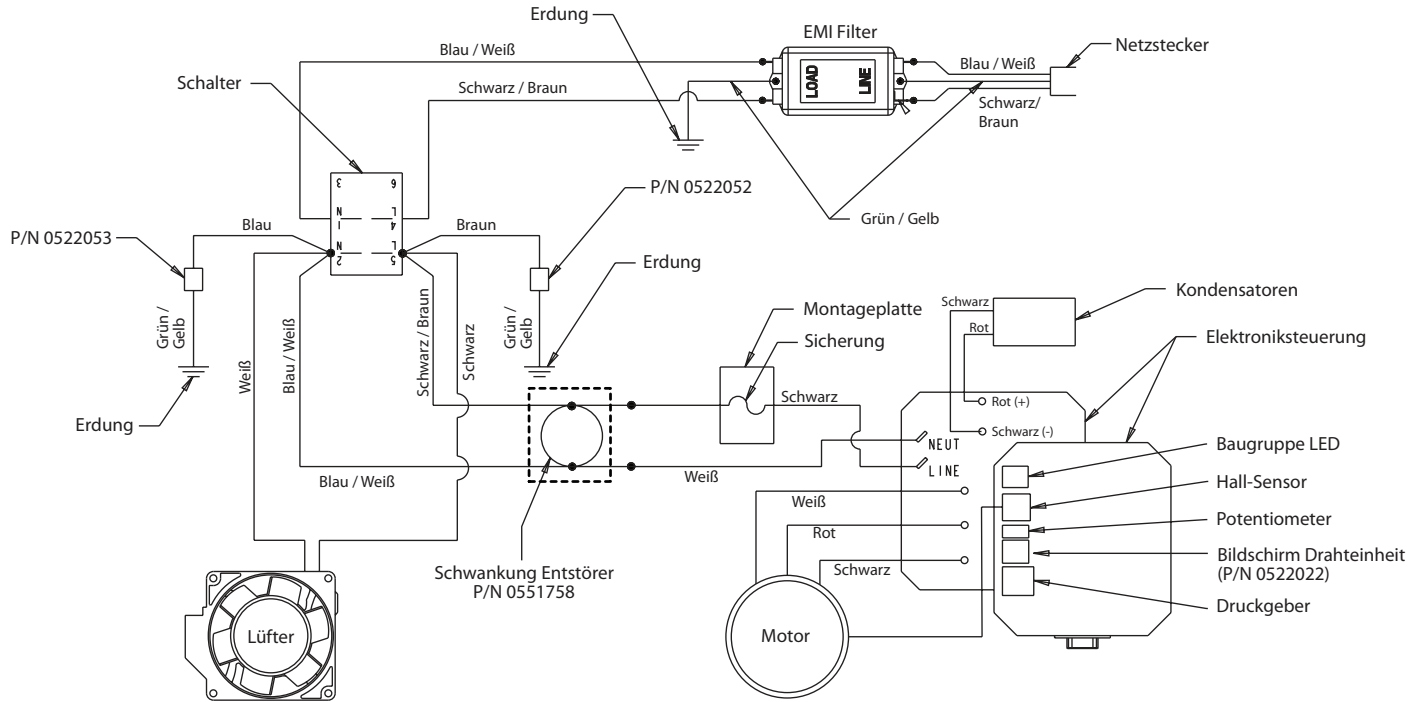 Erdung
EMI Filter
Netzstecker
Blau / Weiß
Blau / Weiß
LOAD
LINE
Schalter
Schwarz / Braun
Schwarz/
Braun
Erdung
3
6
P/N 0522052
N
1
L
4
Grün / Gelb
P/N 0522053
Blau
N
2
L
5
Braun
Erdung
Grün /
Gelb
Weiß
Blau / Weiß
Schwarz / Braun
Schwarz
Grün /
Gelb
Montageplatte
Sicherung
Schwarz
Kondensatoren
Rot
Elektroniksteuerung
Erdung
Schwarz
Rot (+)
Schwarz (-)
NEUT
LINE
Baugruppe LED
Hall-Sensor
Potentiometer
Bildschirm Drahteinheit
(P/N 0522022)
Druckgeber
Blau / Weiß
Weiß
Weiß
Rot
Schwarz
Schwankung Entstörer
P/N 0551758
Lüfter
Motor